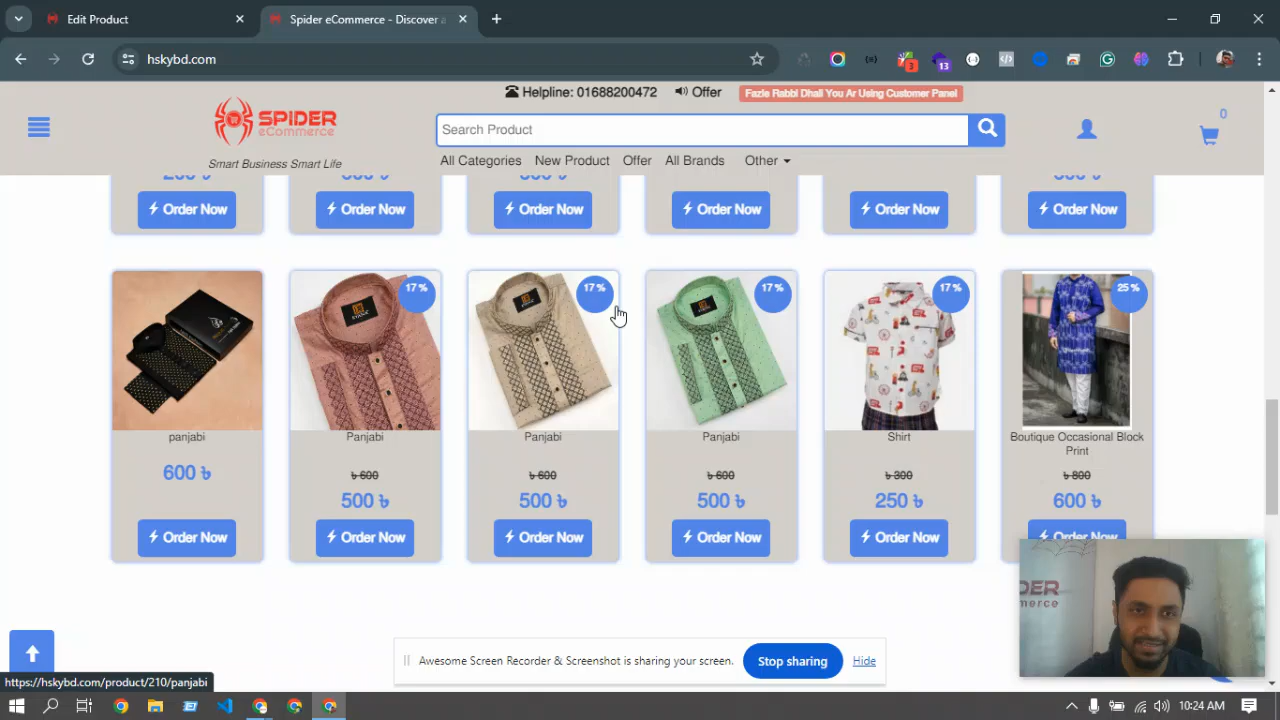 Edit Product
Spider eCommerce - Discover a
hskybd.com
3
13
Helpline: 01688200472
Offer
Fazle Rabbi Dhali You Ar Using Customer Panel
SPIDER
eCommerce
Smart Business Smart Life
Search Product
0
All Categories
New Product
Offer
All Brands
Other
Order Now
Order Now
Order Now
Order Now
Order Now
Order Now
17 %
17 %
17 %
17 %
25 %
panjabi
Panjabi
Panjabi
Panjabi
Shirt
Boutique Occasional Block
Print
৳ 600
৳ 600
৳ 600
৳ 300
৳ 800
600 ৳
500 ৳
500 ৳
500 ৳
250 ৳
600 ৳
Order Now
Order Now
Order Now
Order Now
Order Now
Order Now
Awesome Screen Recorder & Screenshot is sharing your screen.
Stop sharing
Hide
https://hskybd.com/product/210/panjabi
10:24 AM